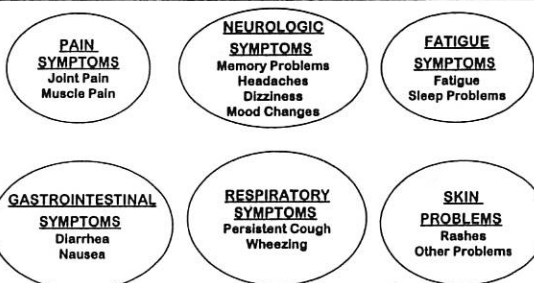 PAIN
SYMPTOMS
Joint Pain
Muscle Pain
NEUROLOGIC
SYMPTOMS
Memory Problems
Headaches
Dizziness
Mood Changes
FATIGUE
SYMPTOMS
Fatigue
Sleep Problems
GASTROINTESTINAL
SYMPTOMS
Diarrhea
Nausea
RESPIRATORY
SYMPTOMS
Persistent Cough
Wheezing
SKIN
PROBLEMS
Rashes
Other Problems